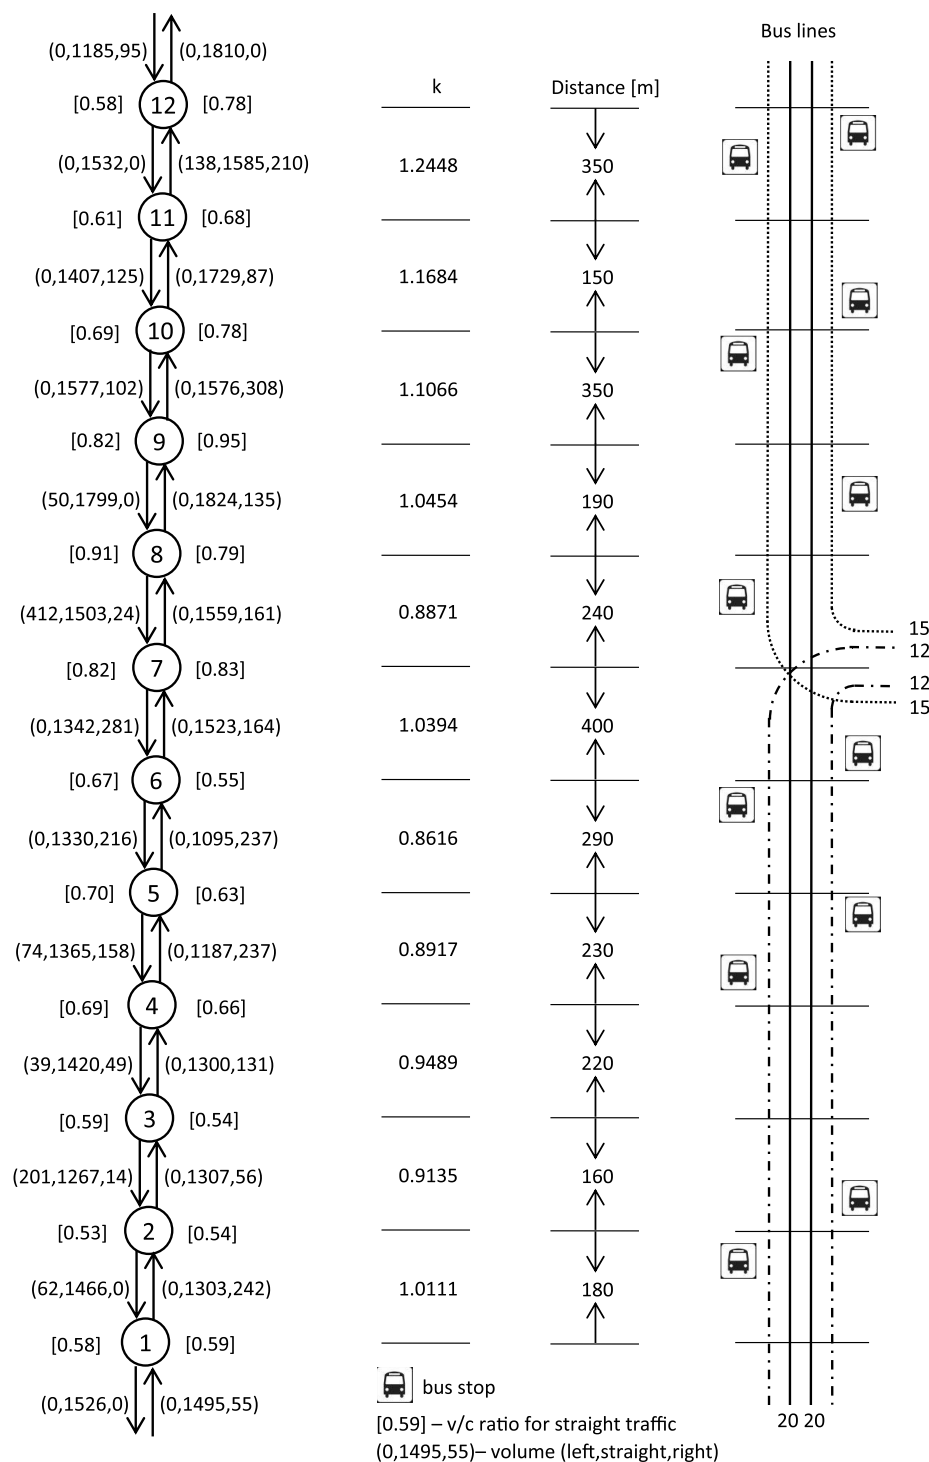 Bus lines
(0,1185,95) (0,1810,0)
k Distance [m]
[0.58] 12 [0.78]
(0,1532,0) (138,1585,210) 1.2448 350
[0.61] 11 [0.68]
(0,1407,125) (0,1729,87) 1.1684 150
[0.69] 10 [0.78]
(0,1577,102) (0,1576,308) 1.1066 350
[0.82] 9 [0.95]
(50,1799,0) (0,1824,135) 1.0454 190
[0.91] 8 [0.79]
(412,1503,24) (0,1559,161) 0.8871 240
15
12
[0.82] 7 [0.83]
12
15
(0,1342,281) (0,1523,164) 1.0394 400
[0.67] 6 [0.55]
(0,1330,216) (0,1095,237) 0.8616 290
[0.70] 5 [0.63]
(74,1365,158) (0,1187,237) 0.8917 230
[0.69] 4 [0.66]
(39,1420,49) (0,1300,131) 0.9489 220
[0.59] 3 [0.54]
(201,1267,14) (0,1307,56) 0.9135 160
[0.53] 2 [0.54]
(62,1466,0) (0,1303,242) 1.0111 180
[0.58] 1 [0.59]
bus stop
(0,1526,0) (0,1495,55)
20 20
[0.59] – v/c ratio for straight traffic
(0,1495,55)– volume (left,straight,right)